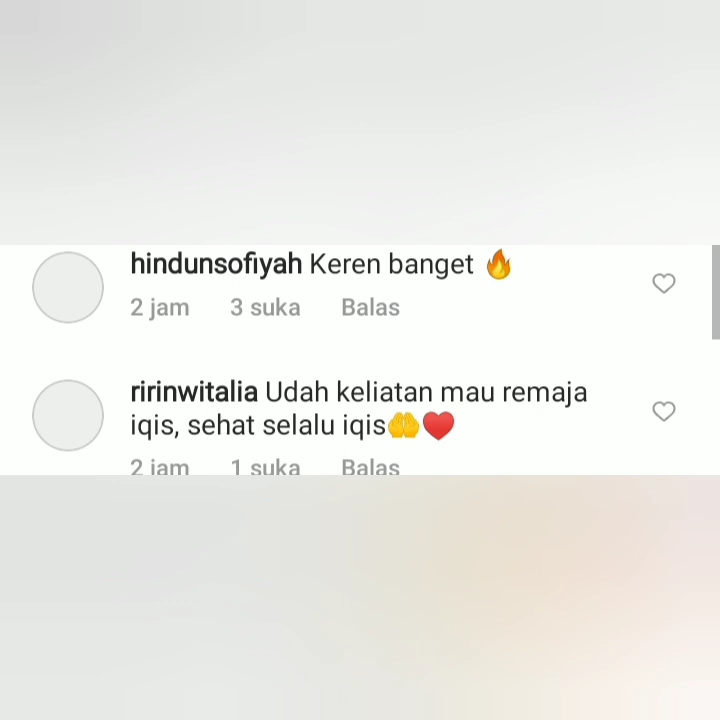 hindunsofiyah Keren banget 🔥
2 jam 3 suka Balas
ririnwitalia Udah keliatan mau remaja
iqis, sehat selalu iqis🤲❤️
2 jam 1 suka Balas